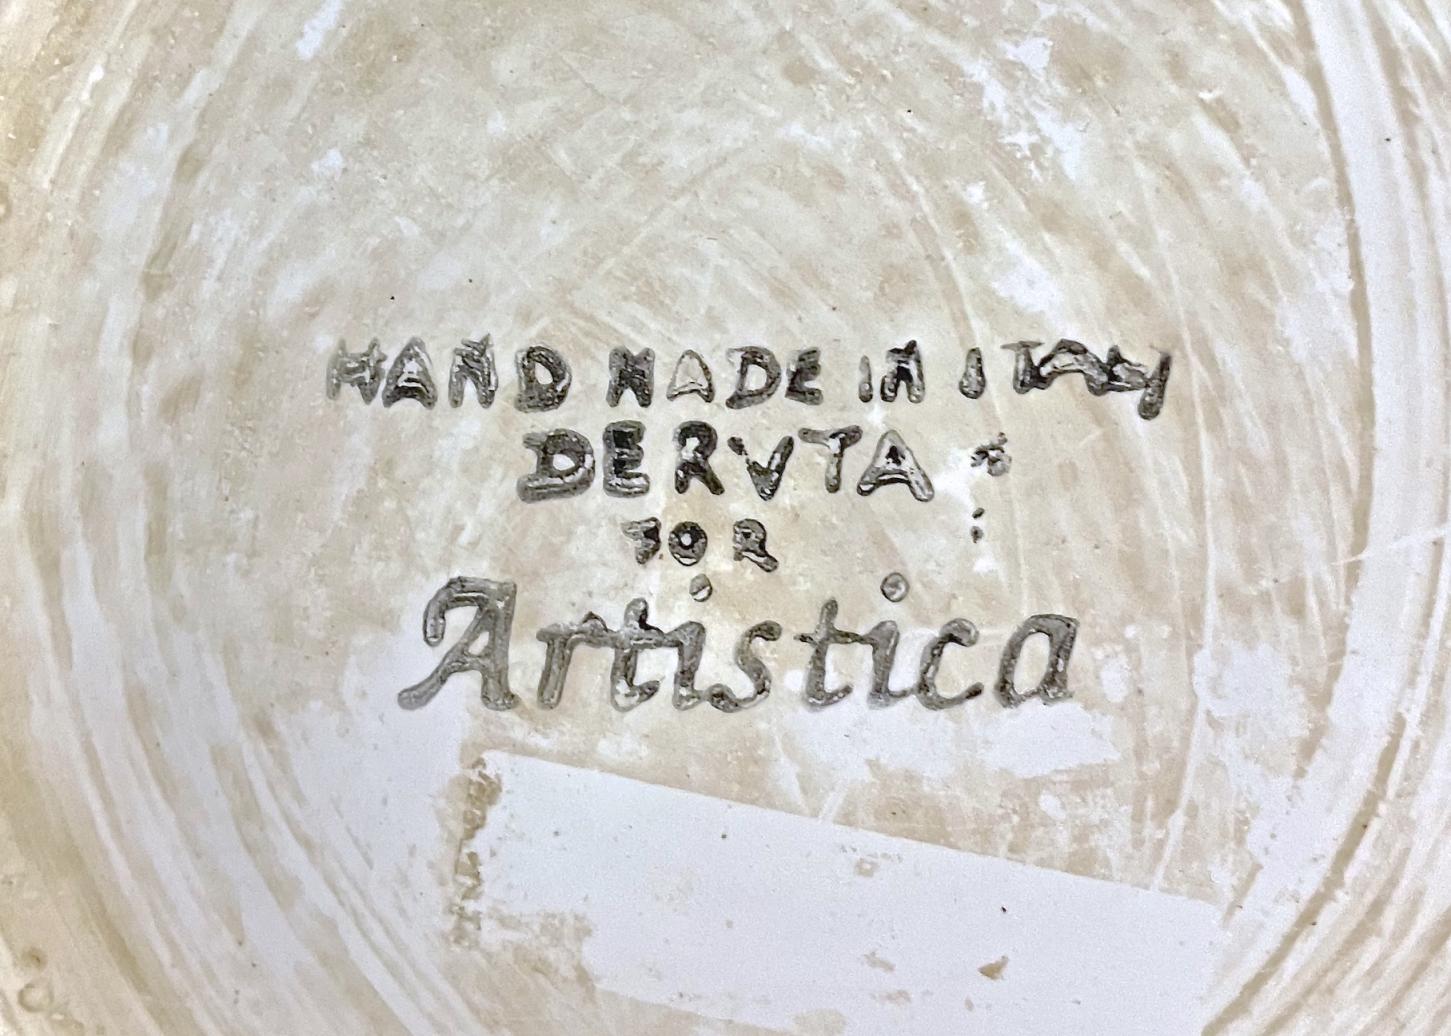 HAND MADE IN ITALY
DERVTA
FOR
Artistica